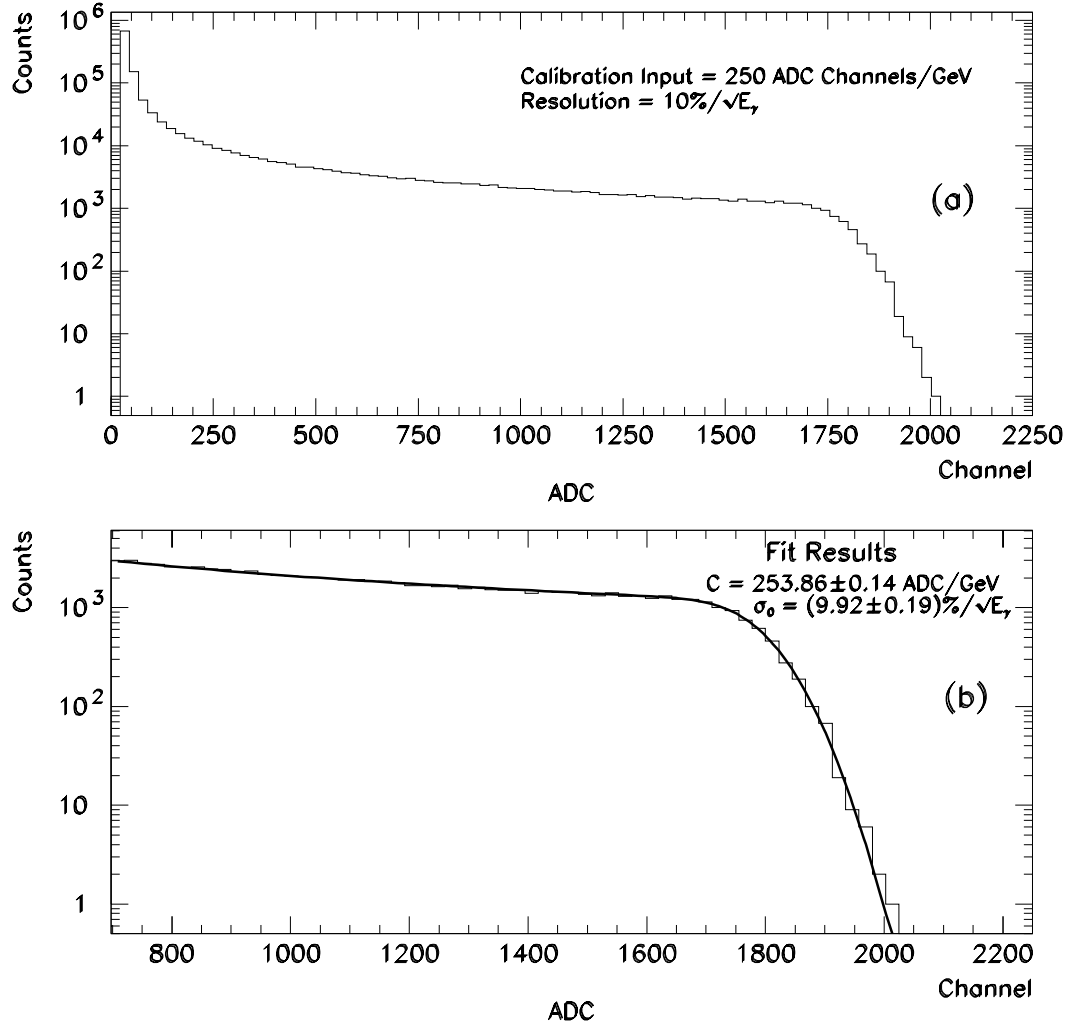 Counts
10^6
10^5
10^4
10^3
10^2
10
1
Calibration Input = 250 ADC Channels/GeV
Resolution = 10%/√E_γ
(a)
0 250 500 750 1000 1250 1500 1750 2000 2250
Channel
ADC
Counts
10^3
10^2
10
1
Fit Results
C = 253.86±0.14 ADC/GeV
σ_0 = (9.92±0.19)%/√E_γ
(b)
800 1000 1200 1400 1600 1800 2000 2200
Channel
ADC